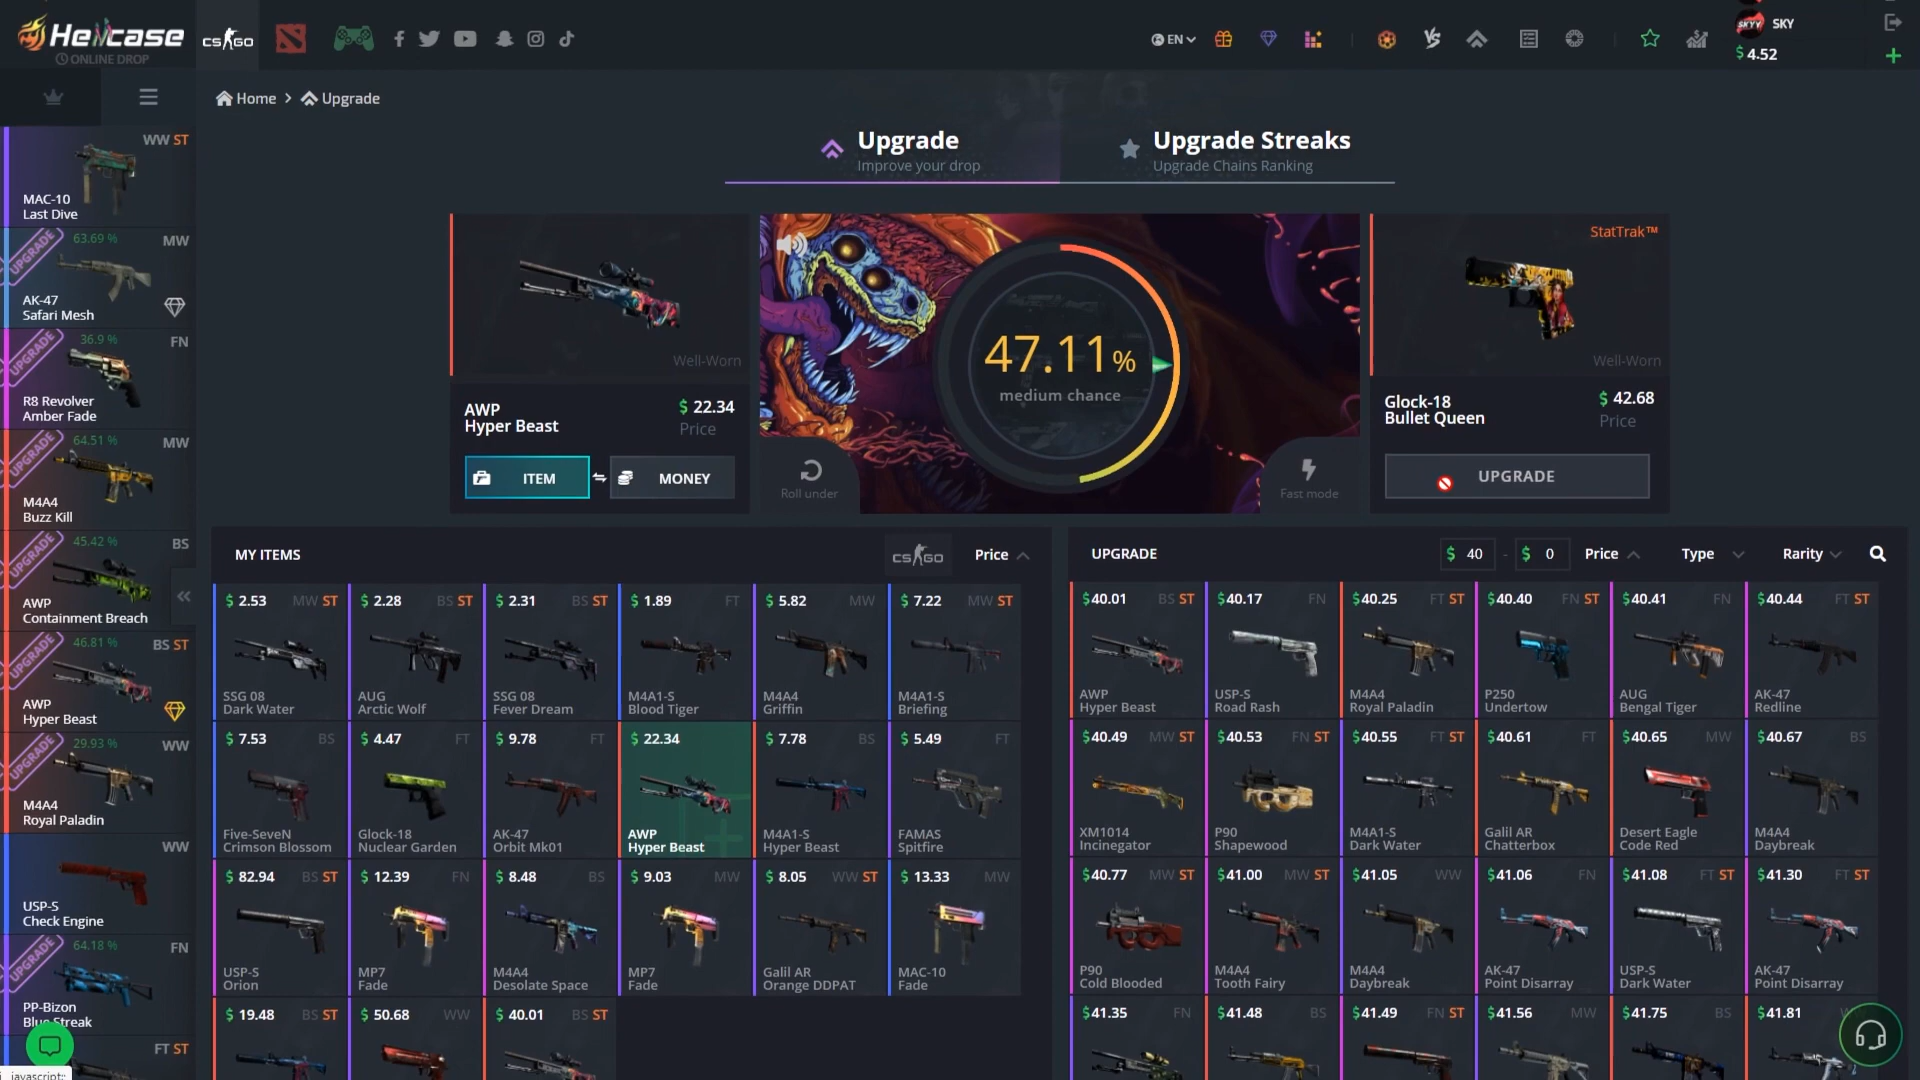 Hellcase
ONLINE DROP
CS GO
EN
SKYY
SKY
$ 4.52
Home > Upgrade
Upgrade
Improve your drop
Upgrade Streaks
Upgrade Chains Ranking
WW ST
MAC-10
Last Dive
UPGRADE
63.69 %
MW
AK-47
Safari Mesh
UPGRADE
36.9 %
FN
R8 Revolver
Amber Fade
UPGRADE
64.51 %
MW
M4A4
Buzz Kill
UPGRADE
45.42 %
BS
AWP
Containment Breach
UPGRADE
46.81 %
BS ST
AWP
Hyper Beast
UPGRADE
29.93 %
WW
M4A4
Royal Paladin
WW
USP-S
Check Engine
UPGRADE
64.18 %
FN
PP-Bizon
Blue Streak
FT ST
javascript:;
Well-Worn
AWP
Hyper Beast
$ 22.34
Price
ITEM
MONEY
47.11%
medium chance
Roll under
Fast mode
StatTrak™
Well-Worn
Glock-18
Bullet Queen
$ 42.68
Price
UPGRADE
MY ITEMS
CS GO
Price
$ 2.53 MW ST
SSG 08
Dark Water
$ 2.28 BS ST
AUG
Arctic Wolf
$ 2.31 BS ST
SSG 08
Fever Dream
$ 1.89 FT
M4A1-S
Blood Tiger
$ 5.82 MW
M4A4
Griffin
$ 7.22 MW ST
M4A1-S
Briefing
$ 7.53 BS
Five-SeveN
Crimson Blossom
$ 4.47 FT
Glock-18
Nuclear Garden
$ 9.78 FT
AK-47
Orbit Mk01
$ 22.34
AWP
Hyper Beast
$ 7.78 BS
M4A1-S
Hyper Beast
$ 5.49 FT
FAMAS
Spitfire
$ 82.94 BS ST
USP-S
Orion
$ 12.39 FN
MP7
Fade
$ 8.48 BS
M4A4
Desolate Space
$ 9.03 MW
MP7
Fade
$ 8.05 WW ST
Galil AR
Orange DDPAT
$ 13.33 MW
MAC-10
Fade
$ 19.48 BS ST
$ 50.68 WW
$ 40.01 BS ST
UPGRADE
$ 40 - $ 0
Price
Type
Rarity
$40.01 BS ST
AWP
Hyper Beast
$40.17 FN
USP-S
Road Rash
$40.25 FT ST
M4A4
Royal Paladin
$40.40 FN ST
P250
Undertow
$40.41 FN
AUG
Bengal Tiger
$40.44 FT ST
AK-47
Redline
$40.49 MW ST
XM1014
Incinegator
$40.53 FN ST
P90
Shapewood
$40.55 FT ST
M4A1-S
Dark Water
$40.61 FT
Galil AR
Chatterbox
$40.65 MW
Desert Eagle
Code Red
$40.67 BS
M4A4
Daybreak
$40.77 MW ST
P90
Cold Blooded
$41.00 MW ST
M4A4
Tooth Fairy
$41.05 WW
M4A4
Daybreak
$41.06 FN
AK-47
Point Disarray
$41.08 FT ST
USP-S
Dark Water
$41.30 FT ST
AK-47
Point Disarray
$41.35 FN
$41.48 BS
$41.49 FN ST
$41.56 MW
$41.75 BS
$41.81